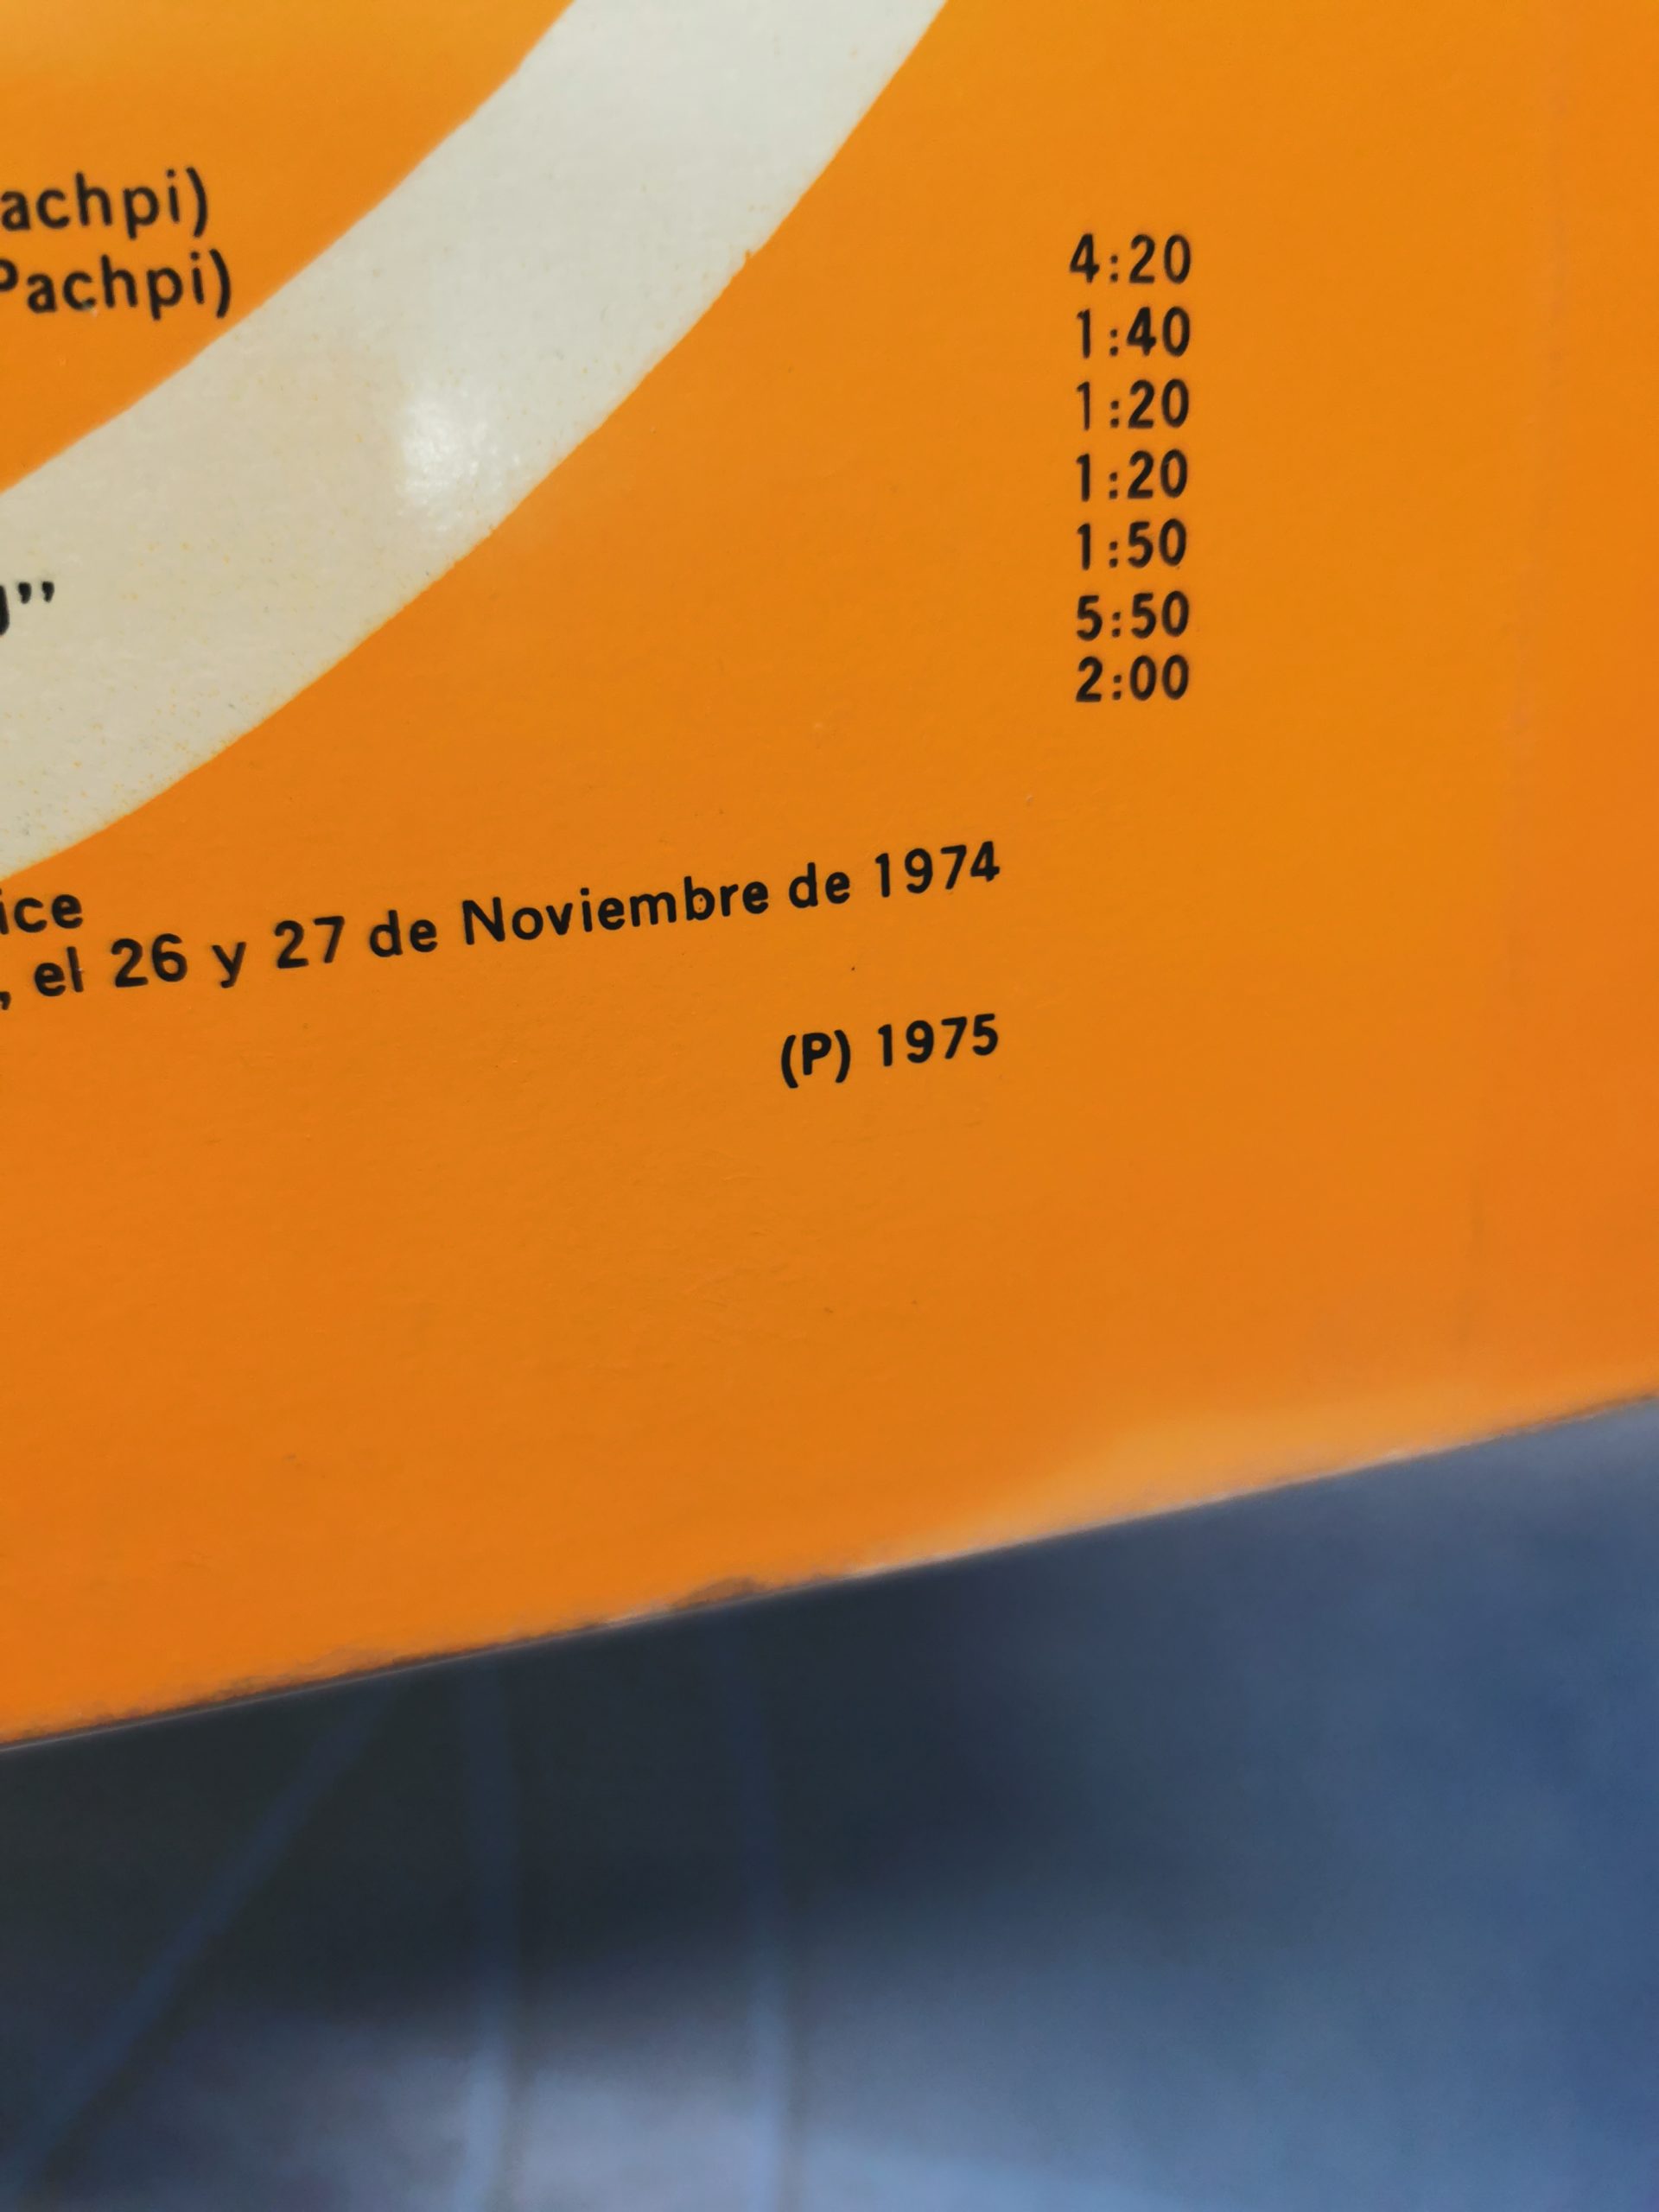 achpi)
Pachpi)
4:20
1:40
1:20
1:20
1:50
5:50
2:00
”
ice
, el 26 y 27 de Noviembre de 1974
(P) 1975